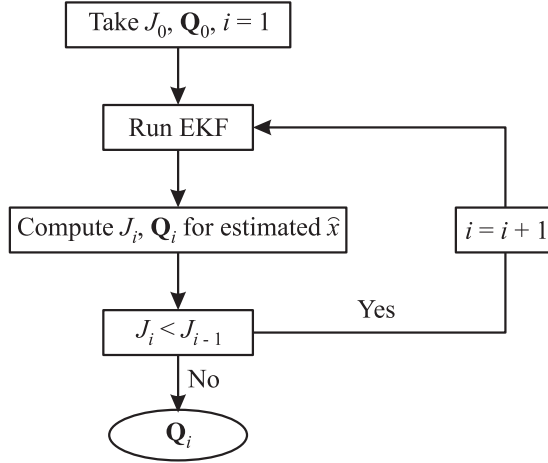 Take J₀, Q₀, i = 1
Run EKF
Compute Jᵢ, Qᵢ for estimated x̂
i = i + 1
Yes
Jᵢ < Jᵢ ₋ ₁
No
Qᵢ